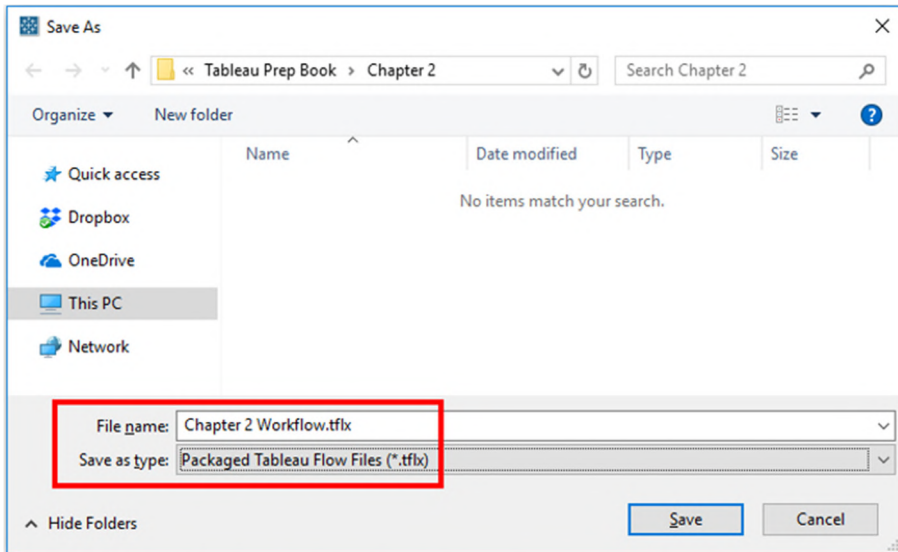 Save As
« Tableau Prep Book > Chapter 2
Search Chapter 2
Organize
New folder
Name
Date modified
Type
Size
Quick access
No items match your search.
Dropbox
OneDrive
This PC
Network
File name: Chapter 2 Workflow.tflx
Save as type: Packaged Tableau Flow Files (*.tflx)
Hide Folders
Save
Cancel